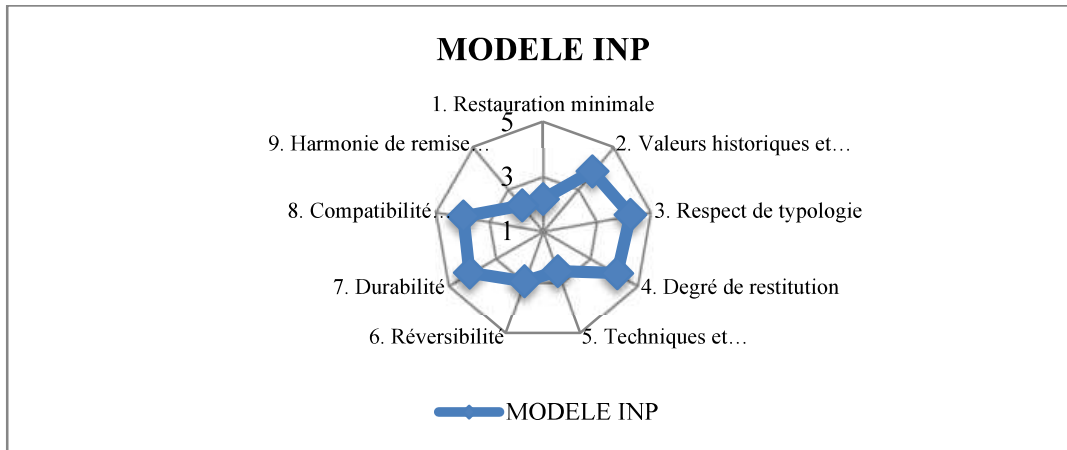 MODELE INP
1. Restauration minimale
2. Valeurs historiques et…
3. Respect de typologie
4. Degré de restitution
5. Techniques et…
6. Réversibilité
7. Durabilité
8. Compatibilité…
9. Harmonie de remise…
5
3
1
MODELE INP